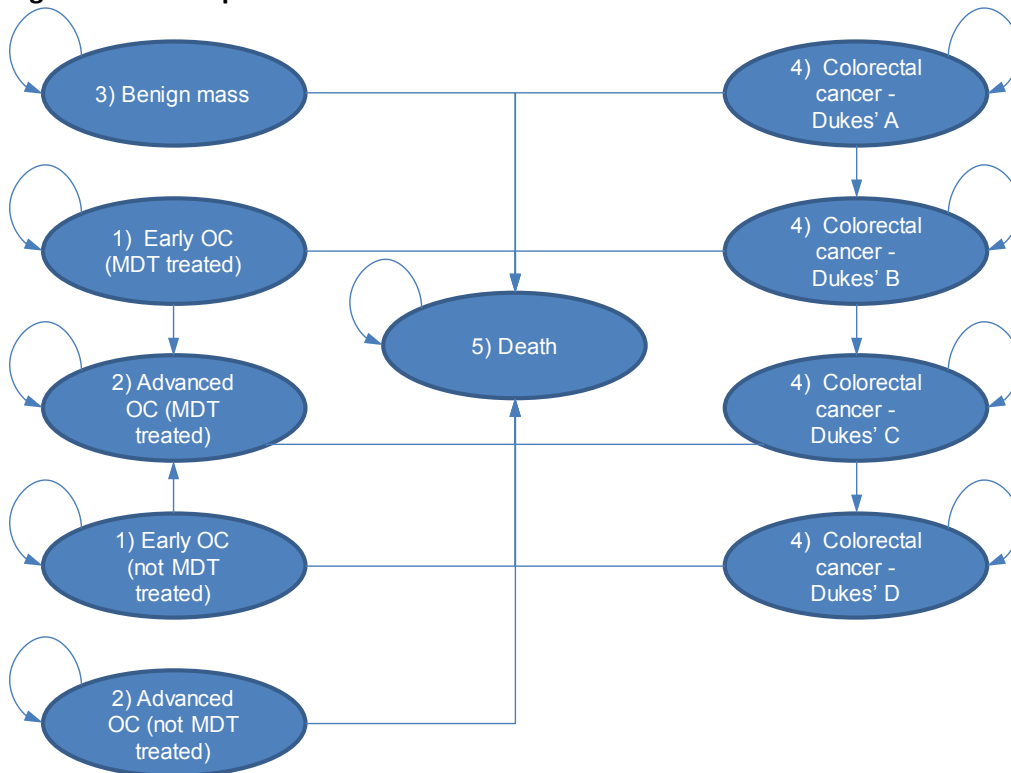 3) Benign mass
1) Early OC
(MDT treated)
2) Advanced
OC (MDT
treated)
1) Early OC
(not MDT
treated)
2) Advanced
OC (not MDT
treated)
5) Death
4) Colorectal
cancer -
Dukes' A
4) Colorectal
cancer -
Dukes' B
4) Colorectal
cancer -
Dukes' C
4) Colorectal
cancer -
Dukes' D